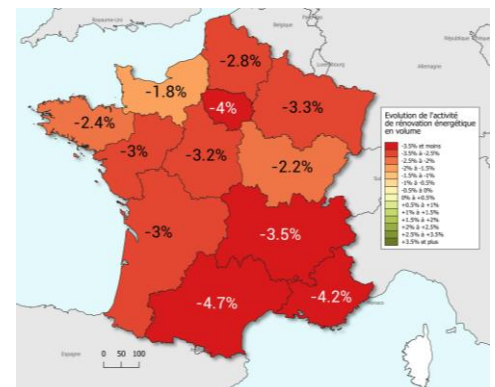 Royaume-Uni
Belgique
Luxembourg
Allemagne
-2.8%
-1.8%
-4%
-3.3%
-2.4%
-3%
-3.2%
-2.2%
-3%
-3.5%
-4.7%
-4.2%
Monaco
Espagne
0 50 100
Evolution de l'activité
de rénovation énergétique
en volume
-3.5% et moins
-3.5% à -2.5%
-2.5% à -2%
-2% à -1.5%
-1.5% à -1%
-1% à -0.5%
-0.5% à 0%
0% à +0.5%
+0.5% à +1%
+1% à +1.5%
+1.5% à +2%
+2% à +2.5%
+2.5% à +3.5%
+3.5% et plus